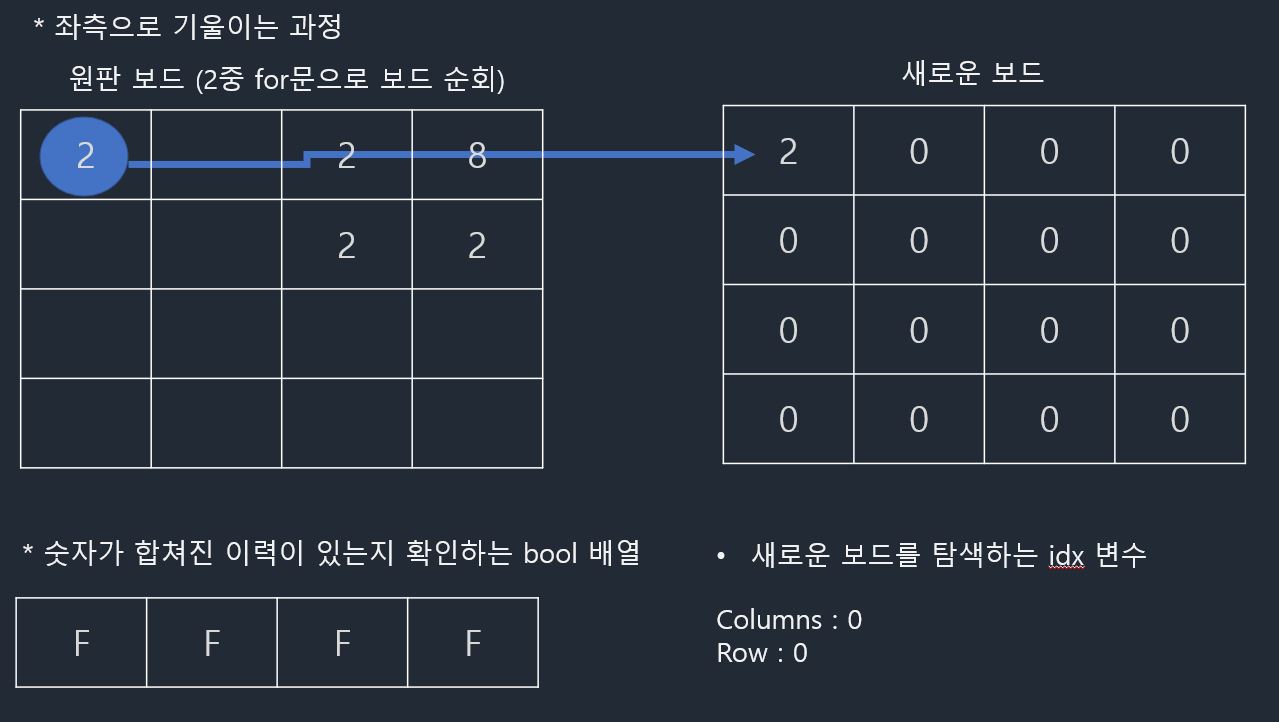 * 좌측으로 기울이는 과정
원판 보드 (2중 for문으로 보드 순회)
2 2 8
2 2
새로운 보드
2 0 0 0
0 0 0 0
0 0 0 0
0 0 0 0
* 숫자가 합쳐진 이력이 있는지 확인하는 bool 배열
F F F F
• 새로운 보드를 탐색하는 idx 변수
Columns : 0
Row : 0